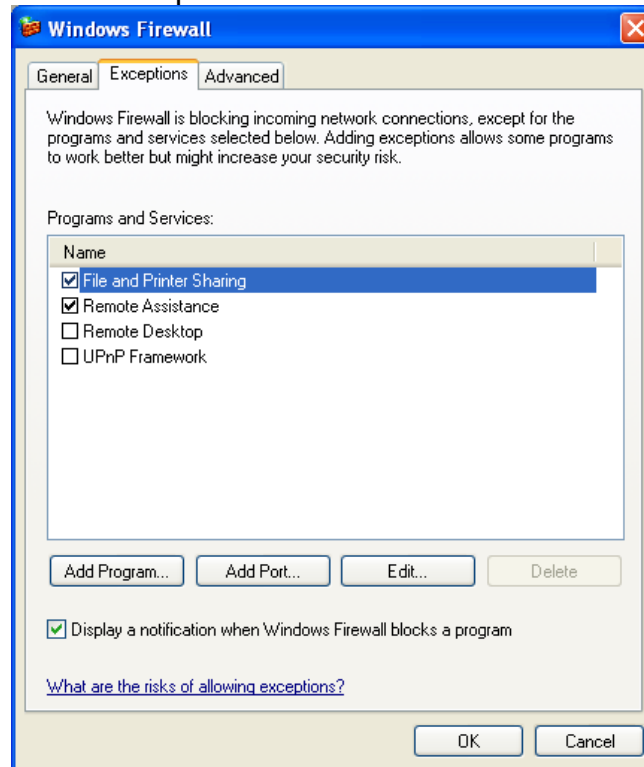 Windows Firewall
General Exceptions Advanced
Windows Firewall is blocking incoming network connections, except for the
programs and services selected below. Adding exceptions allows some programs
to work better but might increase your security risk.
Programs and Services:
Name
File and Printer Sharing
Remote Assistance
Remote Desktop
UPnP Framework
Add Program... Add Port... Edit... Delete
Display a notification when Windows Firewall blocks a program
What are the risks of allowing exceptions?
OK Cancel